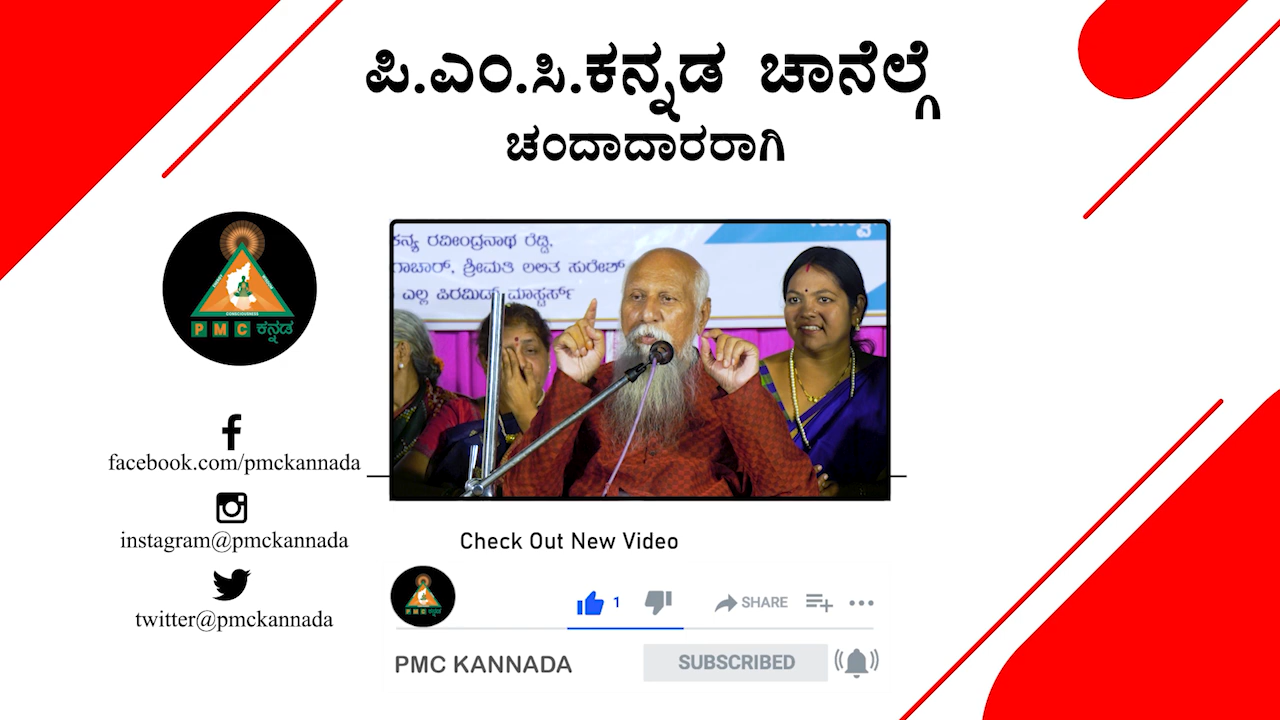 ಪಿ.ಎಂ.ಸಿ.ಕನ್ನಡ ಚಾನೆಲ್ಗೆ
ಚಂದಾದಾರರಾಗಿ
PMC ಕನ್ನಡ
facebook.com/pmckannada
instagram@pmckannada
twitter@pmckannada
ಕನ್ಯ ರವೀಂದ್ರನಾಥ ರೆಡ್ಡಿ,
ಗಾಬಾರ್, ಶ್ರೀಮತಿ ಲಲಿತ ಸುರೇಶ್
ಎಲ್ಲ ಪಿರಮಿಡ್ ಮಾಸ್ಟರ್ಸ್
Check Out New Video
1
SHARE
PMC KANNADA
SUBSCRIBED